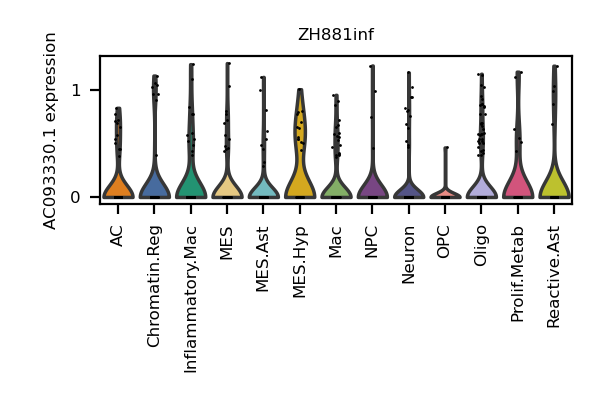 ZH881inf
AC093330.1 expression
1
0
AC
Chromatin.Reg
Inflammatory.Mac
MES
MES.Ast
MES.Hyp
Mac
NPC
Neuron
OPC
Oligo
Prolif.Metab
Reactive.Ast